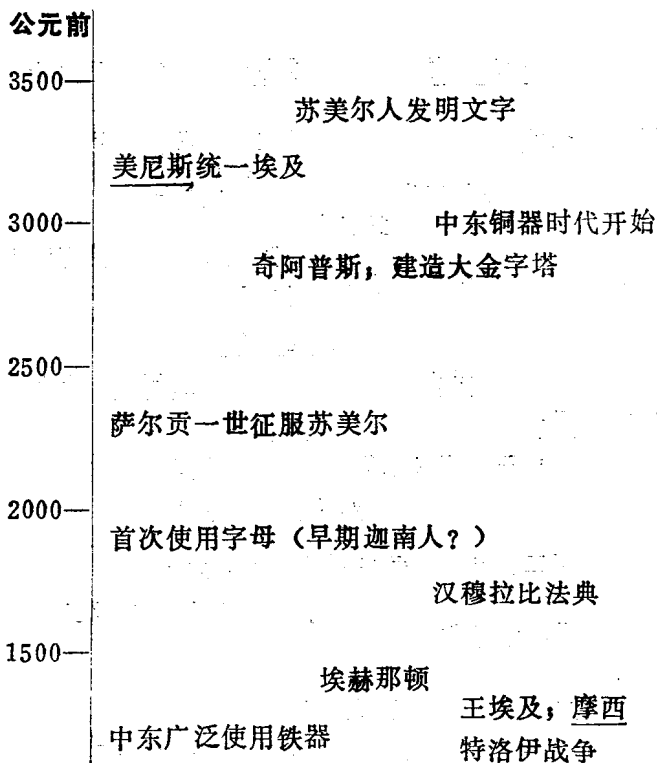 公元前
3500—
苏美尔人发明文字
美尼斯统一埃及
3000—
中东铜器时代开始
奇阿普斯；建造大金字塔
2500—
萨尔贡一世征服苏美尔
2000—
首次使用字母（早期迦南人？）
汉穆拉比法典
1500—
埃赫那顿
王埃及；摩西
中东广泛使用铁器
特洛伊战争